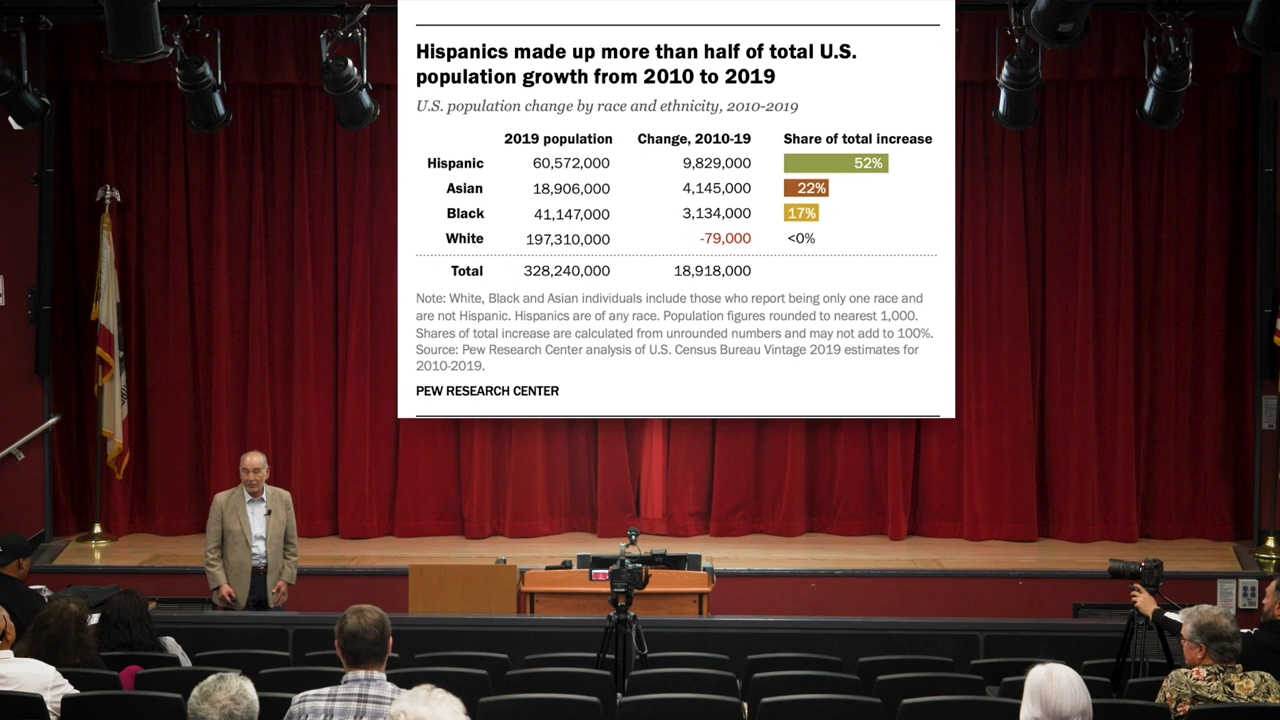 Hispanics made up more than half of total U.S.
population growth from 2010 to 2019
U.S. population change by race and ethnicity, 2010-2019
2019 population Change, 2010-19 Share of total increase
Hispanic 60,572,000 9,829,000 52%
Asian 18,906,000 4,145,000 22%
Black 41,147,000 3,134,000 17%
White 197,310,000 -79,000 <0%
Total 328,240,000 18,918,000
Note: White, Black and Asian individuals include those who report being only one race and
are not Hispanic. Hispanics are of any race. Population figures rounded to nearest 1,000.
Shares of total increase are calculated from unrounded numbers and may not add to 100%.
Source: Pew Research Center analysis of U.S. Census Bureau Vintage 2019 estimates for
2010-2019.
PEW RESEARCH CENTER